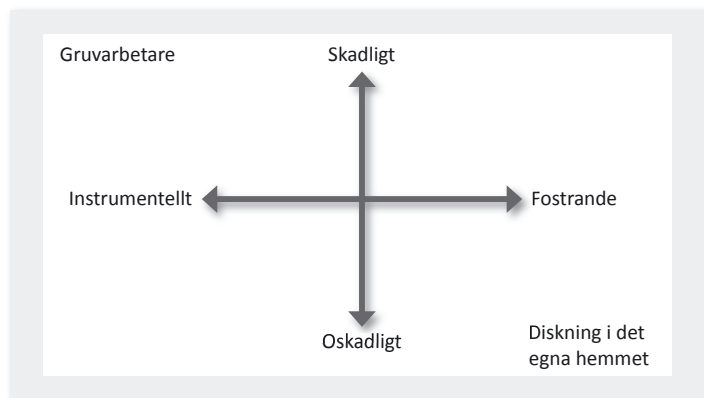 Gruvarbetare
Skadligt
Instrumentellt
Fostrande
Oskadligt
Diskning i det
egna hemmet